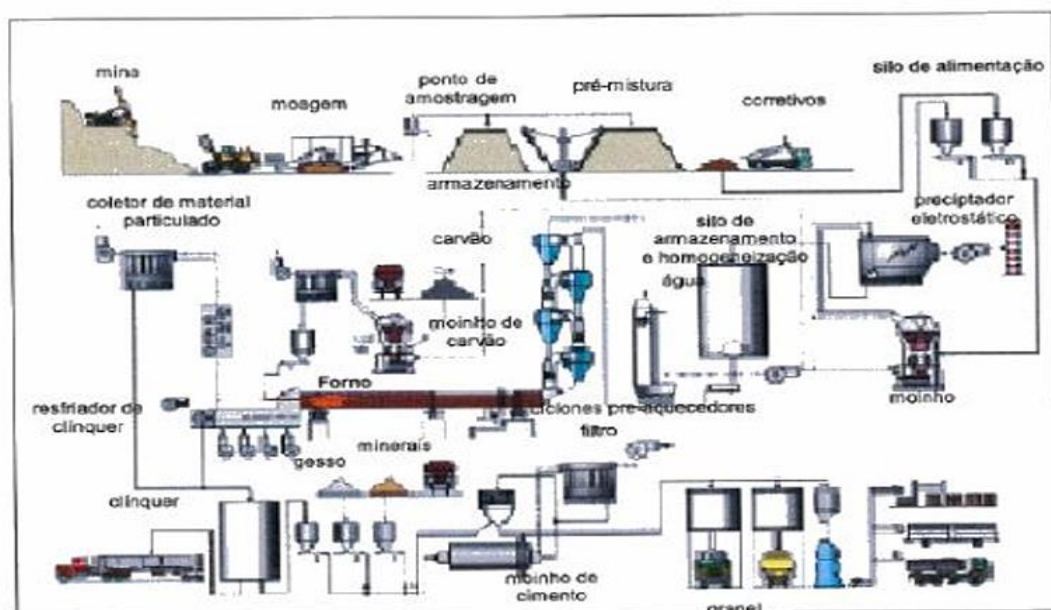 mina
moagem
ponto de
amostragem
pré-mistura
corretivos
silo de alimentação
armazenamento
coletor de material
particulado
carvão
silo de
armazenamento
e homogeneização
água
preciptador
eletrostático
moinho de
carvão
Forno
moinho
resfriador de
clínquer
ciclones pré-aquecedores
filtro
minerais
gesso
clínquer
moinho de
cimento
granel